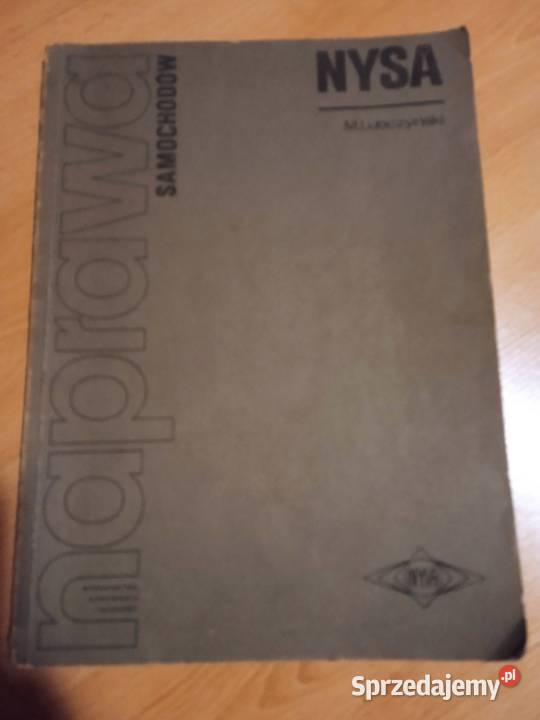 naprawa
SAMOCHODÓW
NYSA
M.Lubczyński
NYSA
Sprzedajemy.pl